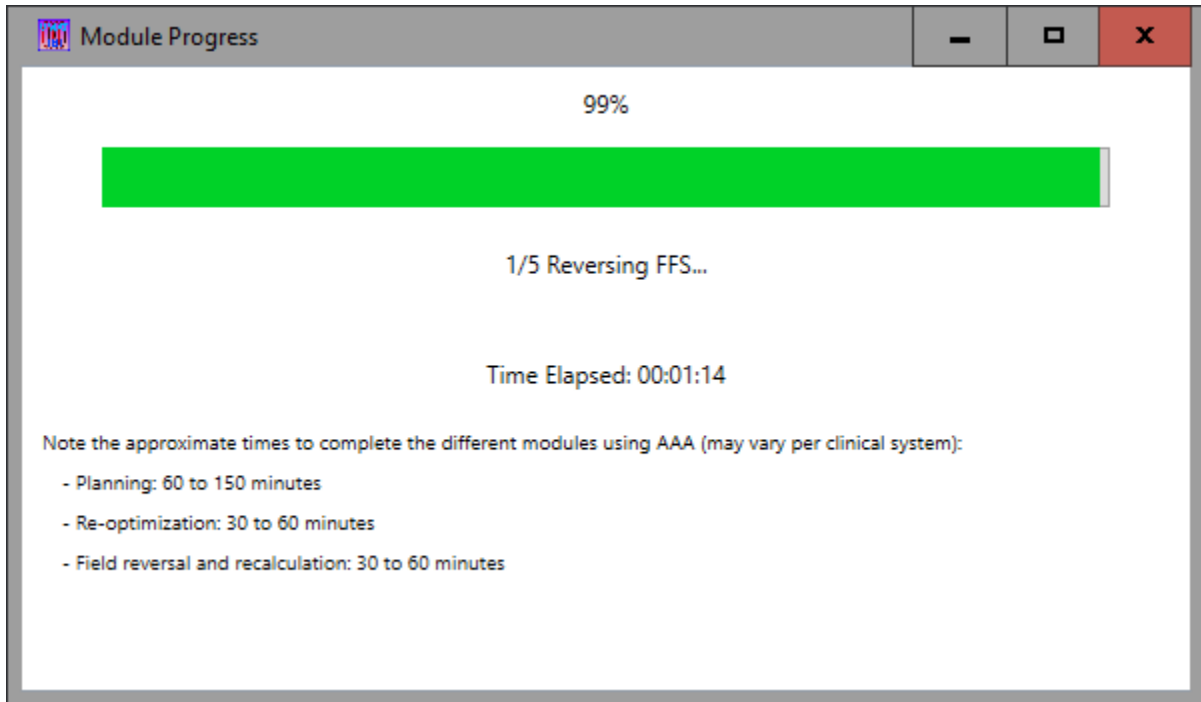 Module Progress
99%
1/5 Reversing FFS...
Time Elapsed: 00:01:14
Note the approximate times to complete the different modules using AAA (may vary per clinical system):
- Planning: 60 to 150 minutes
- Re-optimization: 30 to 60 minutes
- Field reversal and recalculation: 30 to 60 minutes